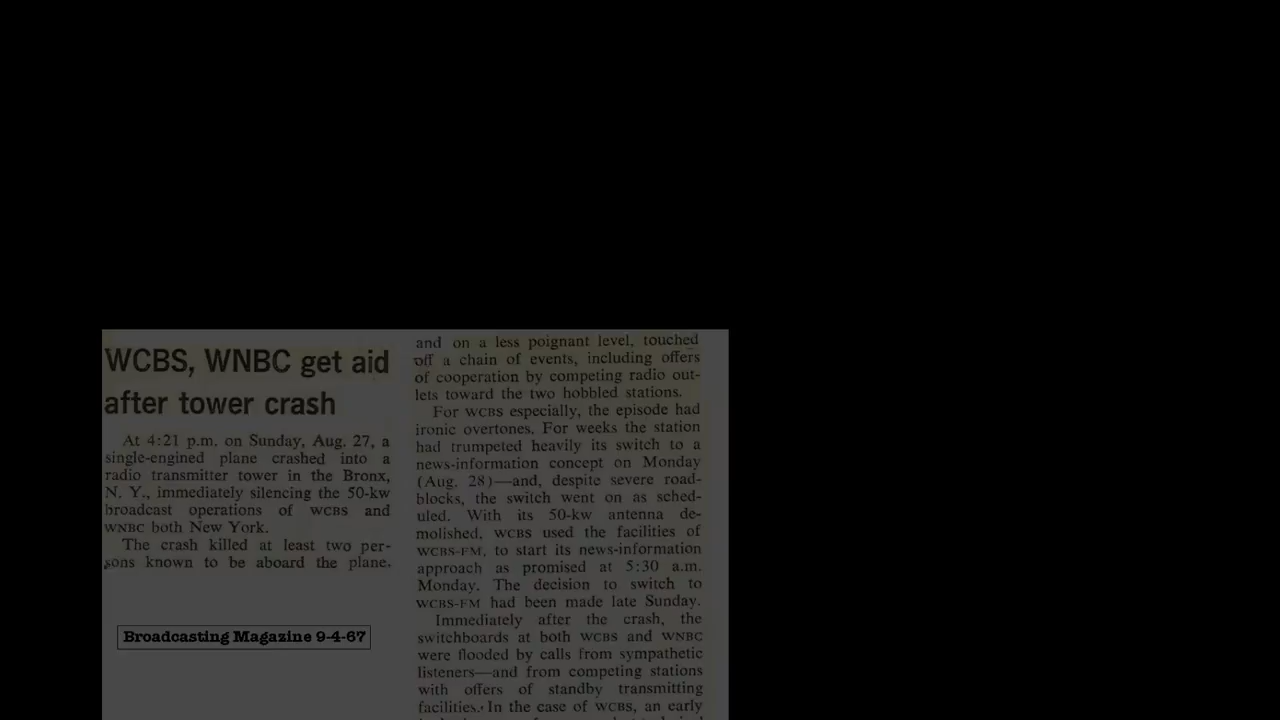 WCBS, WNBC get aid
after tower crash
At 4:21 p.m. on Sunday, Aug. 27, a
single-engined plane crashed into a
radio transmitter tower in the Bronx,
N. Y., immediately silencing the 50-kw
broadcast operations of WCBS and
WNBC both New York.
The crash killed at least two per-
sons known to be aboard the plane.
Broadcasting Magazine 9-4-67
and on a less poignant level, touched
off a chain of events, including offers
of cooperation by competing radio out-
lets toward the two hobbled stations.
For WCBS especially, the episode had
ironic overtones. For weeks the station
had trumpeted heavily its switch to a
news-information concept on Monday
(Aug. 28)—and, despite severe road-
blocks, the switch went on as sched-
uled. With its 50-kw antenna de-
molished, WCBS used the facilities of
WCBS-FM, to start its news-information
approach as promised at 5:30 a.m.
Monday. The decision to switch to
WCBS-FM had been made late Sunday.
Immediately after the crash, the
switchboards at both WCBS and WNBC
were flooded by calls from sympathetic
listeners—and from competing stations
with offers of standby transmitting
facilities. In the case of WCBS, an early